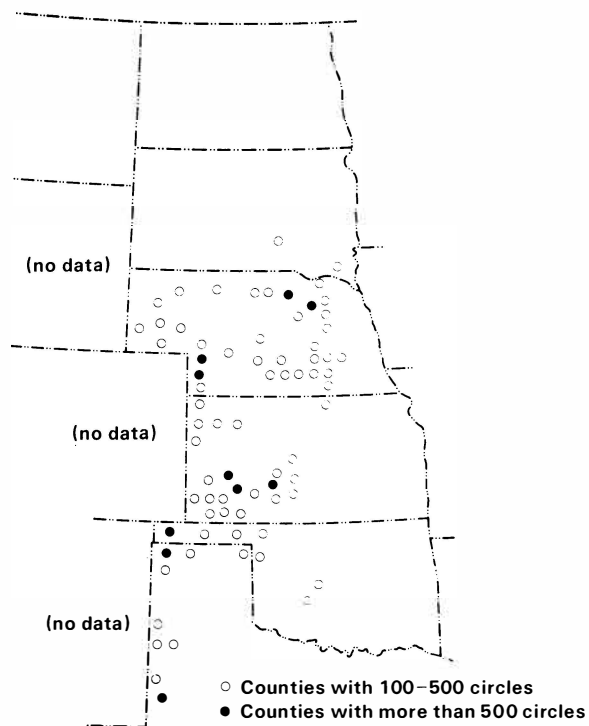 (no data)
(no data)
(no data)
Counties with 100–500 circles
Counties with more than 500 circles